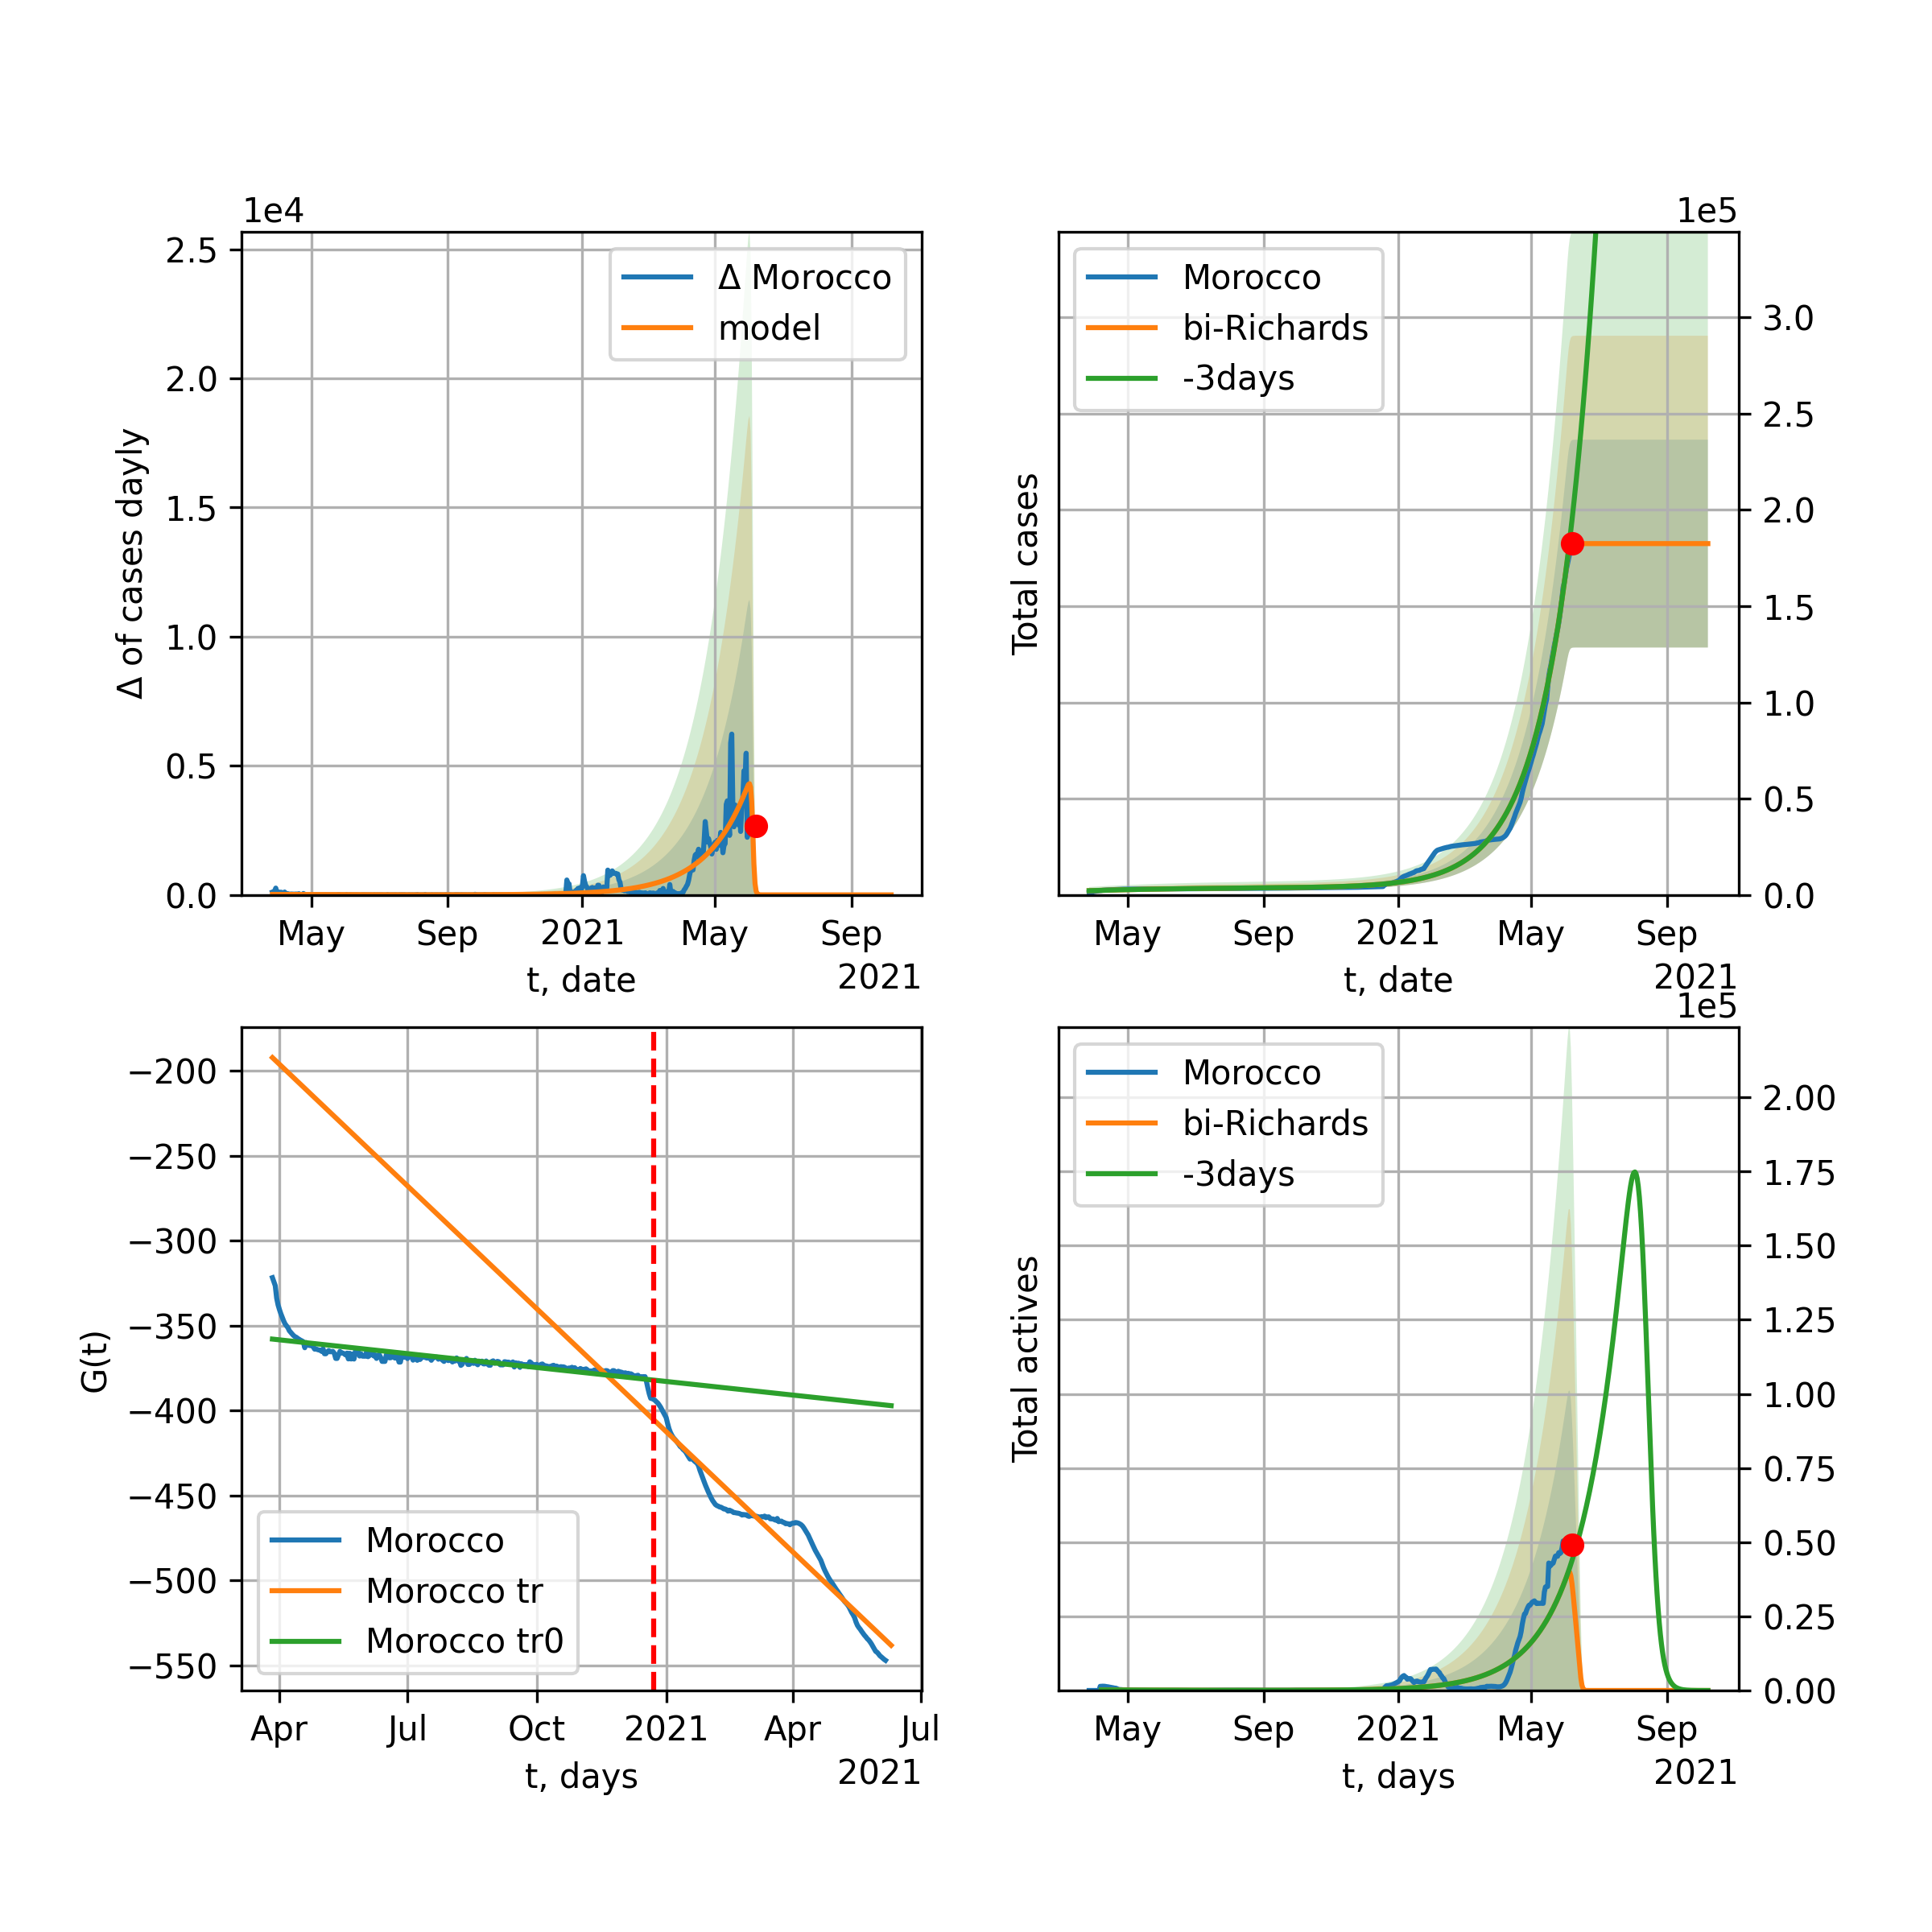 1e4
2.5
2.0
1.5
1.0
0.5
0.0
Δ of cases dayly
Δ Morocco
model
May Sep 2021 May Sep
t, date
2021
1e5
Morocco
bi-Richards
-3days
Total cases
3.0
2.5
2.0
1.5
1.0
0.5
0.0
May Sep 2021 May Sep
t, date
2021
−200
−250
−300
−350
−400
−450
−500
−550
G(t)
Morocco
Morocco tr
Morocco tr0
Apr Jul Oct 2021 Apr Jul
t, days
2021
1e5
Morocco
bi-Richards
-3days
Total actives
2.00
1.75
1.50
1.25
1.00
0.75
0.50
0.25
0.00
May Sep 2021 May Sep
t, days
2021